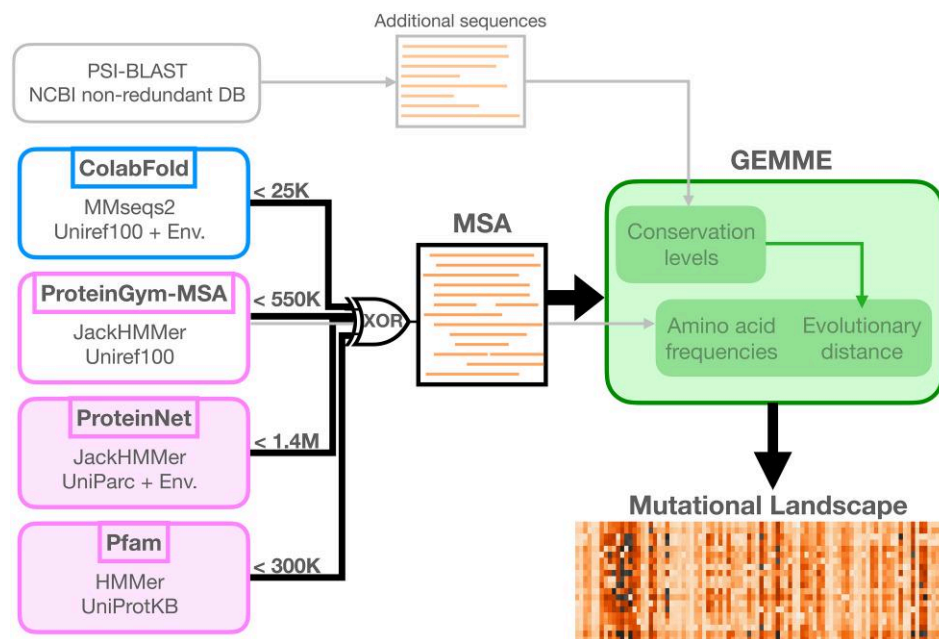 Additional sequences
PSI-BLAST
NCBI non-redundant DB
ColabFold
MMseqs2
Uniref100 + Env.
< 25K
ProteinGym-MSA
JackHMMer
Uniref100
< 550K
ProteinNet
JackHMMer
UniParc + Env.
< 1.4M
Pfam
HMMer
UniProtKB
< 300K
XOR
MSA
GEMME
Conservation
levels
Amino acid
frequencies
Evolutionary
distance
Mutational Landscape